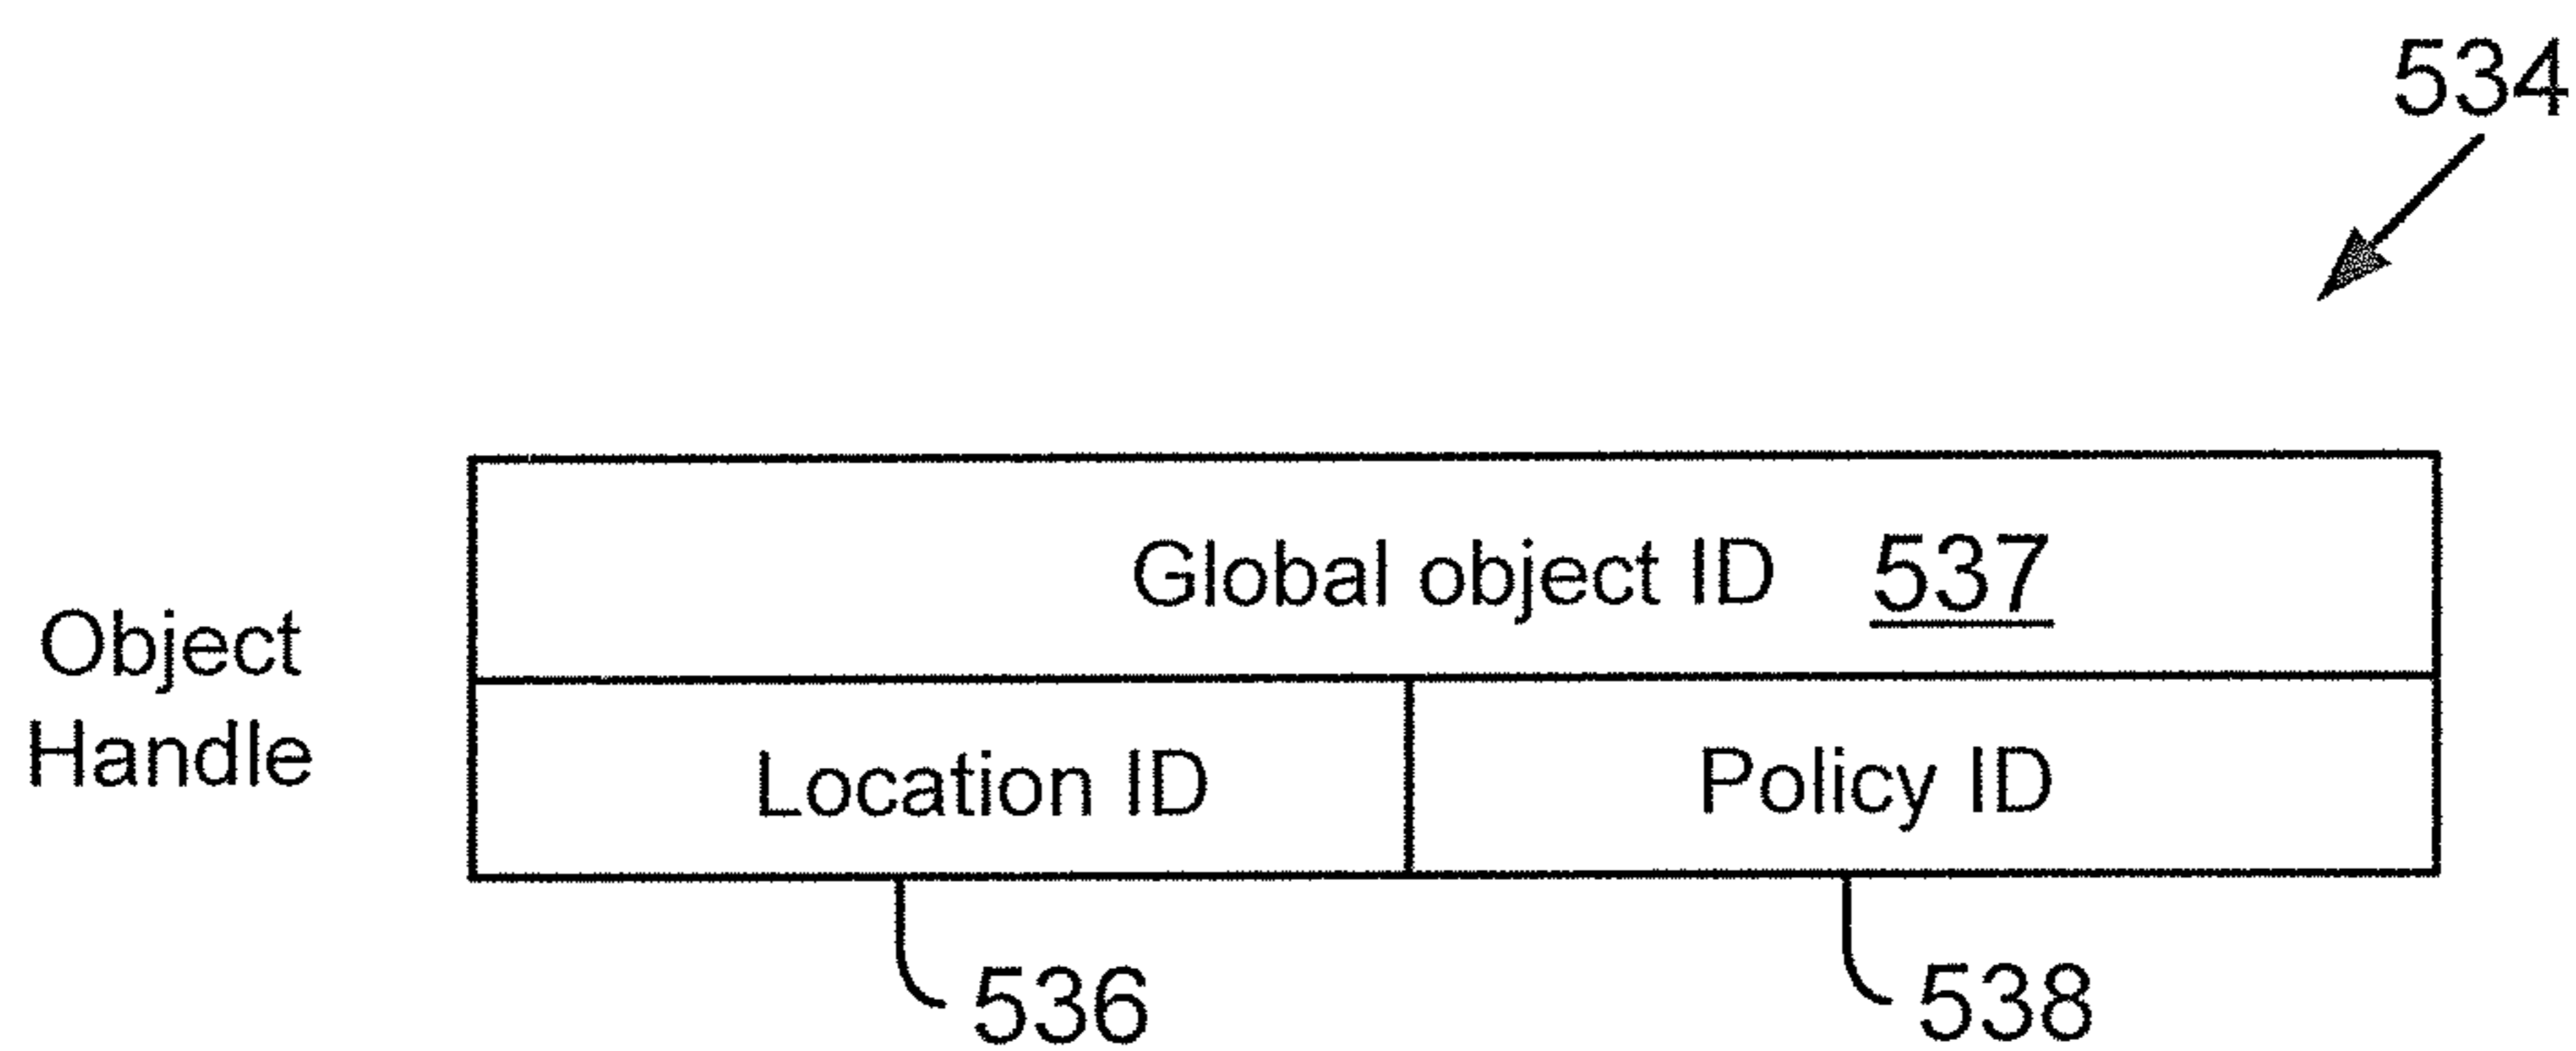 534
Global object ID 537
Object
Handle
Location ID
Policy ID
536
538